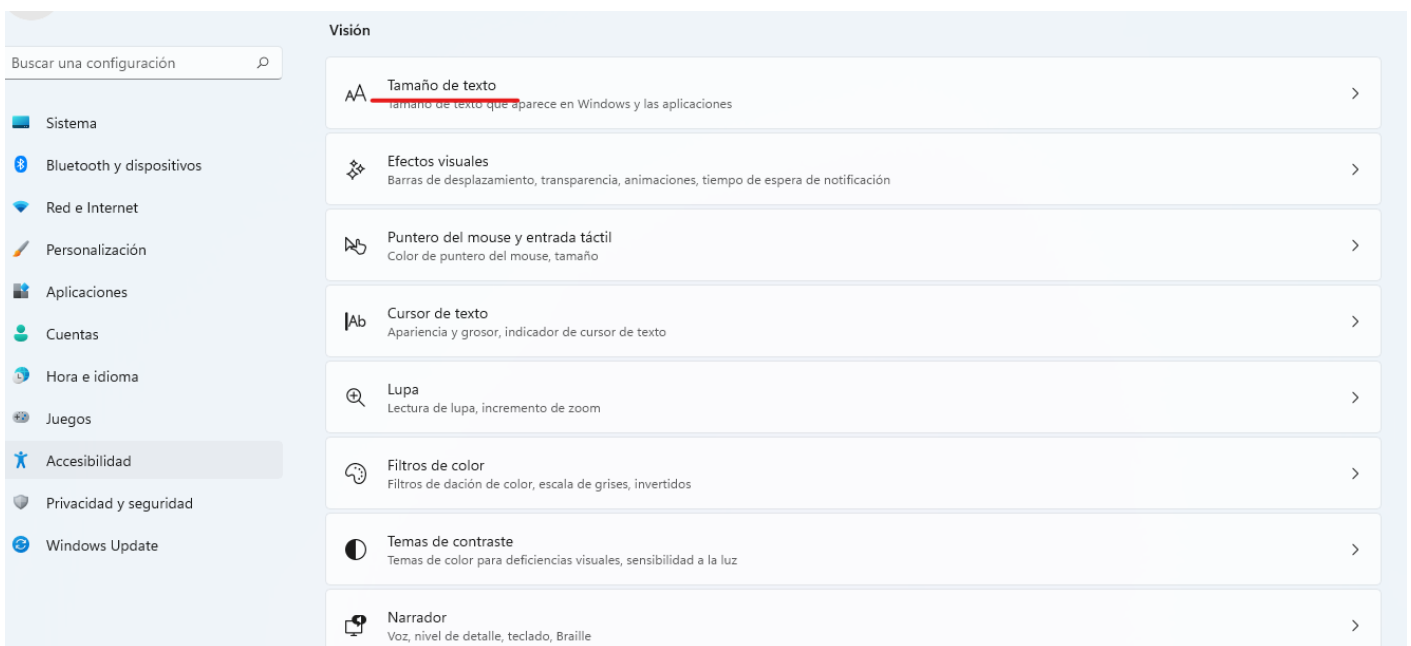 Visión
Buscar una configuración
Sistema
Bluetooth y dispositivos
Red e Internet
Personalización
Aplicaciones
Cuentas
Hora e idioma
Juegos
Accesibilidad
Privacidad y seguridad
Windows Update
AA
Tamaño de texto
Tamaño de texto que aparece en Windows y las aplicaciones
Efectos visuales
Barras de desplazamiento, transparencia, animaciones, tiempo de espera de notificación
Puntero del mouse y entrada táctil
Color de puntero del mouse, tamaño
Ab
Cursor de texto
Apariencia y grosor, indicador de cursor de texto
Lupa
Lectura de lupa, incremento de zoom
Filtros de color
Filtros de dación de color, escala de grises, invertidos
Temas de contraste
Temas de color para deficiencias visuales, sensibilidad a la luz
Narrador
Voz, nivel de detalle, teclado, Braille